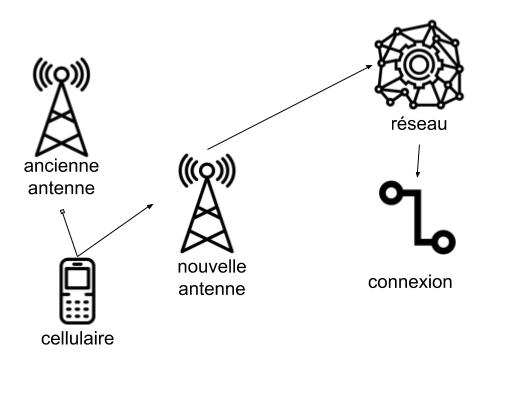 ancienne
antenne
cellulaire
nouvelle
antenne
réseau
connexion